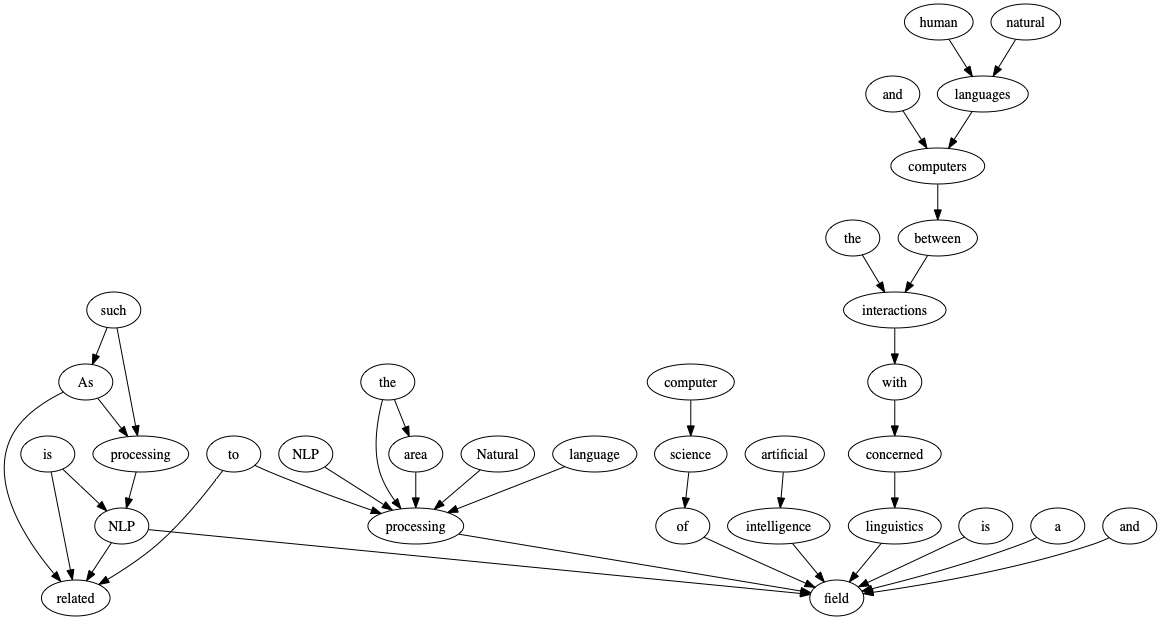 human natural
and languages
computers
the between
such interactions
As the computer with
is processing to NLP area Natural language science artificial concerned
NLP processing of intelligence linguistics is a and
related field